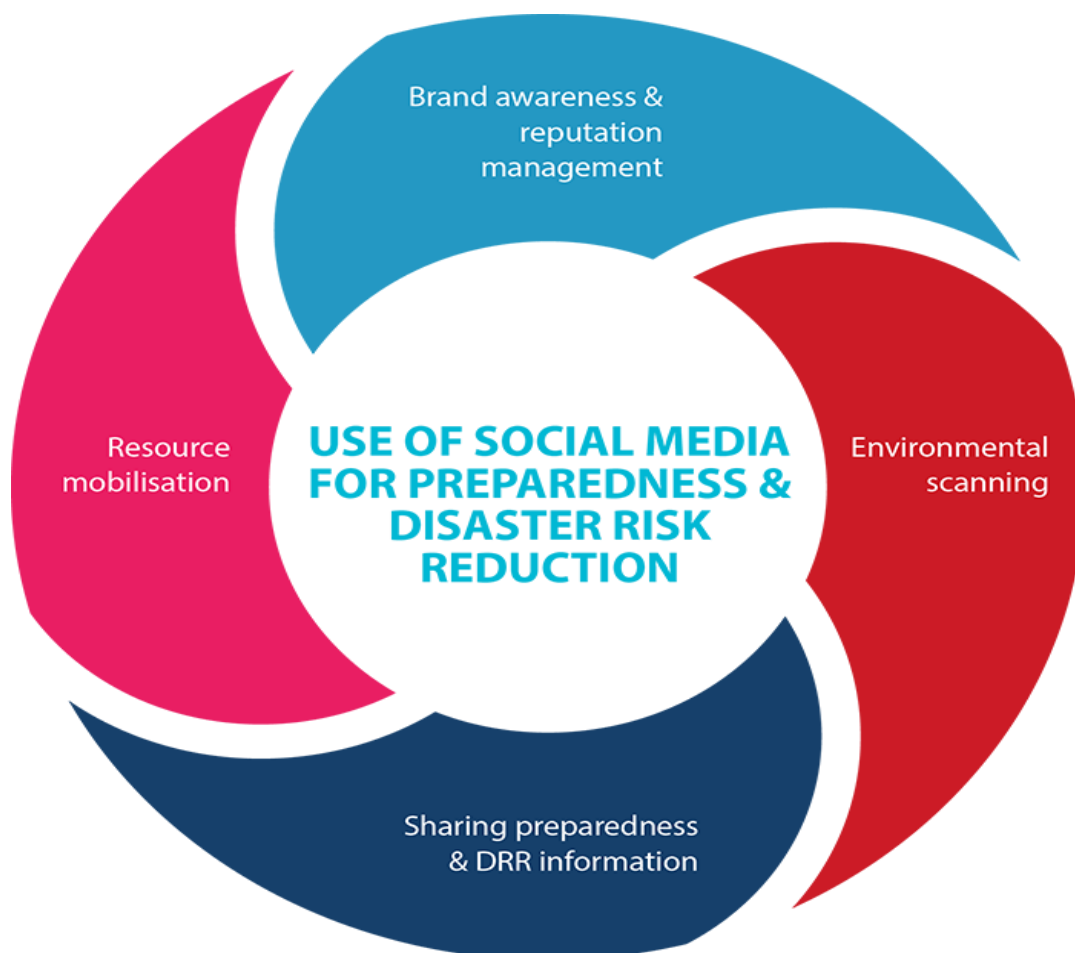 Brand awareness &
reputation
management
Resource
mobilisation
USE OF SOCIAL MEDIA
FOR PREPAREDNESS &
DISASTER RISK
REDUCTION
Environmental
scanning
Sharing preparedness
& DRR information